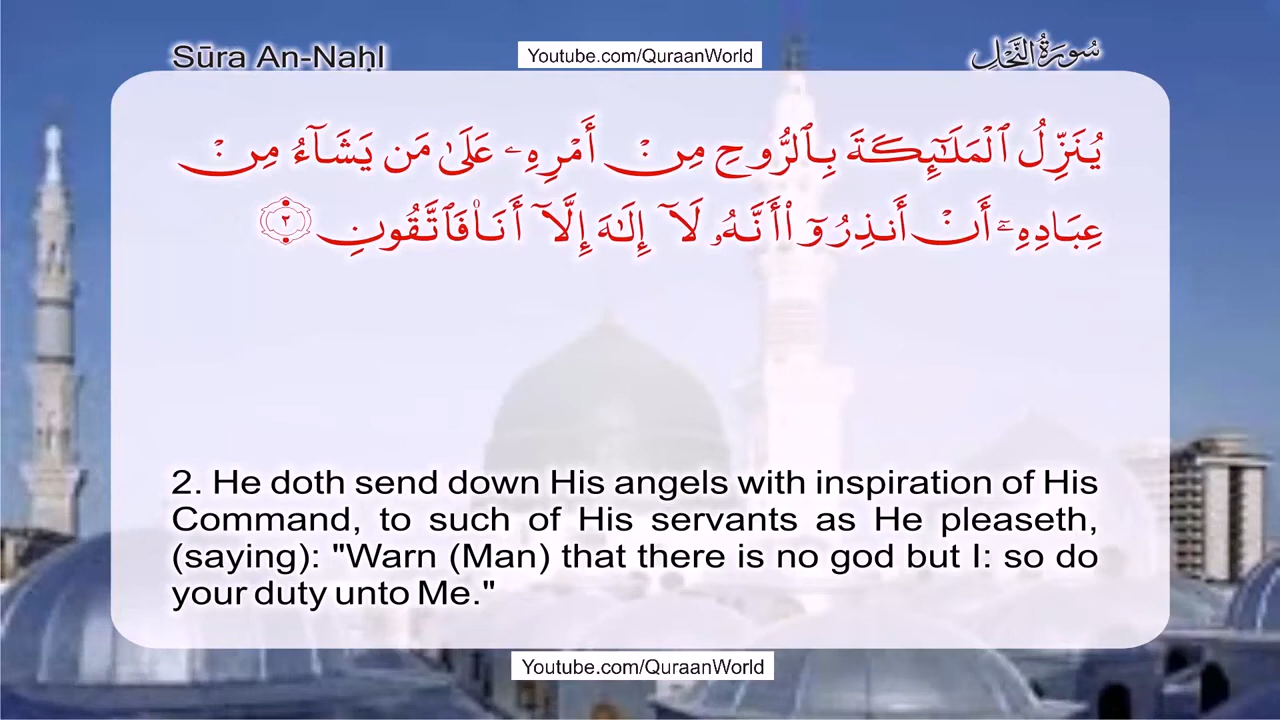 Sūra An-Naḥl
Youtube.com/QuraanWorld
سُورَةُ النَّحْلِ
يُنَزِّلُ ٱلْمَلَـٰٓئِكَةَ بِٱلرُّوحِ مِنْ أَمْرِهِۦ عَلَىٰ مَن يَشَآءُ مِنْ
عِبَادِهِۦٓ أَنْ أَنذِرُوٓا۟ أَنَّهُۥ لَآ إِلَـٰهَ إِلَّآ أَنَا۠ فَٱتَّقُونِ ٢
2. He doth send down His angels with inspiration of His
Command, to such of His servants as He pleaseth,
(saying): "Warn (Man) that there is no god but I: so do
your duty unto Me."
Youtube.com/QuraanWorld